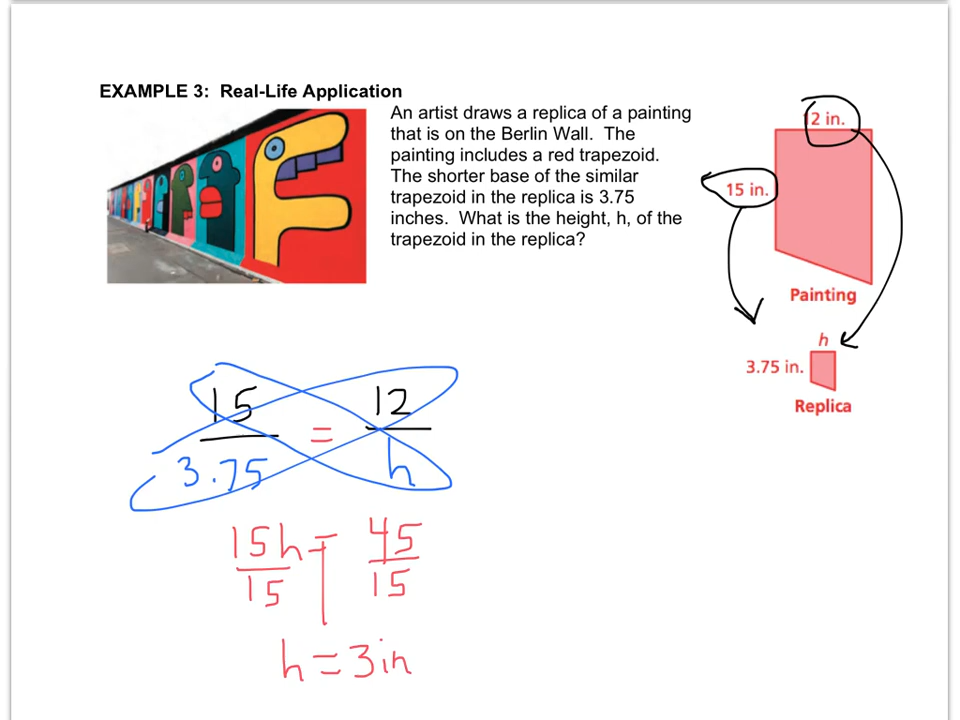 EXAMPLE 3: Real-Life Application
An artist draws a replica of a painting
that is on the Berlin Wall. The
painting includes a red trapezoid.
The shorter base of the similar
trapezoid in the replica is 3.75
inches. What is the height, h, of the
trapezoid in the replica?
12 in.
15 in.
Painting
h
3.75 in.
Replica
15 = 12
3.75 h
15h = 45
15 15
h = 3in